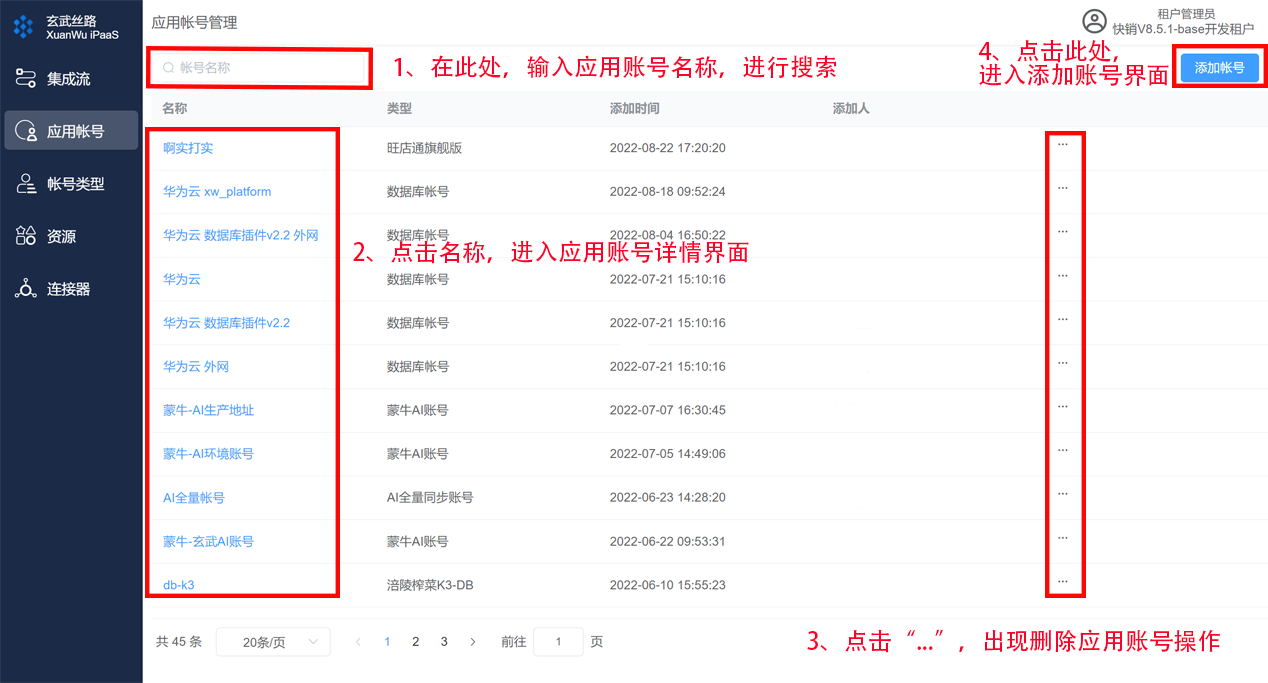 玄武丝路
XuanWu iPaaS
集成流
应用帐号
帐号类型
资源
连接器
应用帐号管理
租户管理员
快销V8.5.1-base开发租户
帐号名称
1、在此处，输入应用账号名称，进行搜索
4、点击此处，
进入添加账号界面
添加帐号
名称 类型 添加时间 添加人
啊实打实 旺店通旗舰版 2022-08-22 17:20:20 ...
华为云 xw_platform 数据库帐号 2022-08-18 09:52:24 ...
华为云 数据库插件v2.2 外网 数据库帐号 2022-08-04 16:50:22 ...
2、点击名称，进入应用账号详情界面
华为云 数据库帐号 2022-07-21 15:10:16 ...
华为云 数据库插件v2.2 数据库帐号 2022-07-21 15:10:16 ...
华为云 外网 数据库帐号 2022-07-21 15:10:16 ...
蒙牛-AI生产地址 蒙牛AI账号 2022-07-07 16:30:45 ...
蒙牛-AI环境账号 蒙牛AI账号 2022-07-05 14:49:06 ...
AI全量帐号 AI全量同步账号 2022-06-23 14:28:20 ...
蒙牛-玄武AI账号 蒙牛AI账号 2022-06-22 09:53:31 ...
db-k3 涪陵榨菜K3-DB 2022-06-10 15:55:23 ...
共 45 条 20条/页 1 2 3 前往 1 页
3、点击“...”，出现删除应用账号操作